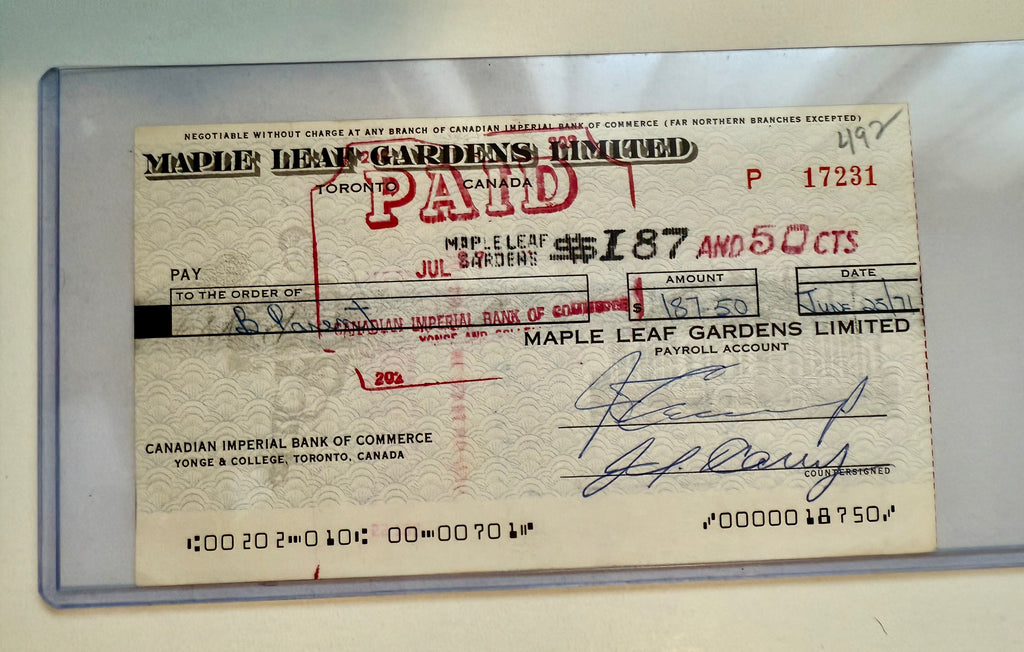 NEGOTIABLE WITHOUT CHARGE AT ANY BRANCH OF CANADIAN IMPERIAL BANK OF COMMERCE (FAR NORTHERN BRANCHES EXCEPTED)
492
MAPLE LEAF GARDENS LIMITED
TORONTO CANADA
P 17231
PAID
MAPLE LEAF GARDENS $187 AND 50 CTS
JUL
PAY
TO THE ORDER OF
AMOUNT
DATE
B Parent
$ 187.50
JUNE 25/71
CANADIAN IMPERIAL BANK OF COMMERCE
YONGE AND
MAPLE LEAF GARDENS LIMITED
PAYROLL ACCOUNT
202
CANADIAN IMPERIAL BANK OF COMMERCE
YONGE & COLLEGE, TORONTO, CANADA
COUNTERSIGNED
⑆00202⑉010⑆ 00⑉00701⑈
⑇0000018750⑇